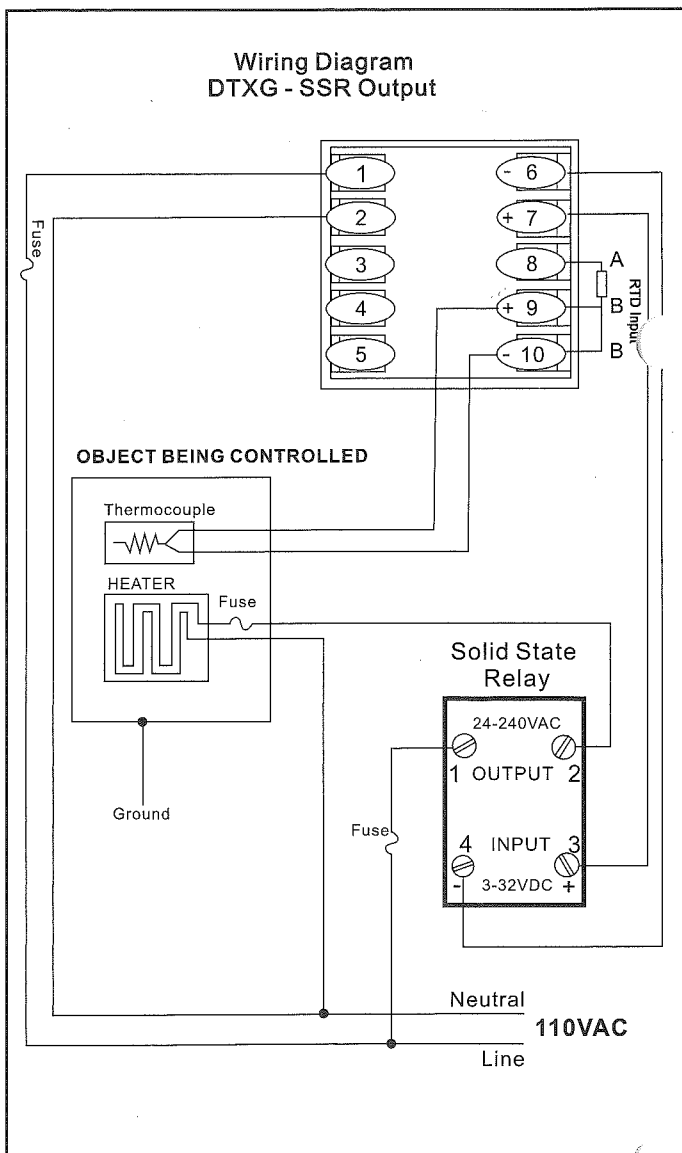 Wiring Diagram
DTXG - SSR Output
1
- 6
Fuse
2
+ 7
3
8
A
RTD Input
4
+ 9
B
5
- 10
B
OBJECT BEING CONTROLLED
Thermocouple
HEATER
Fuse
Solid State
Relay
24-240VAC
1 OUTPUT 2
Ground
Fuse
4 INPUT 3
- 3-32VDC +
Neutral
110VAC
Line